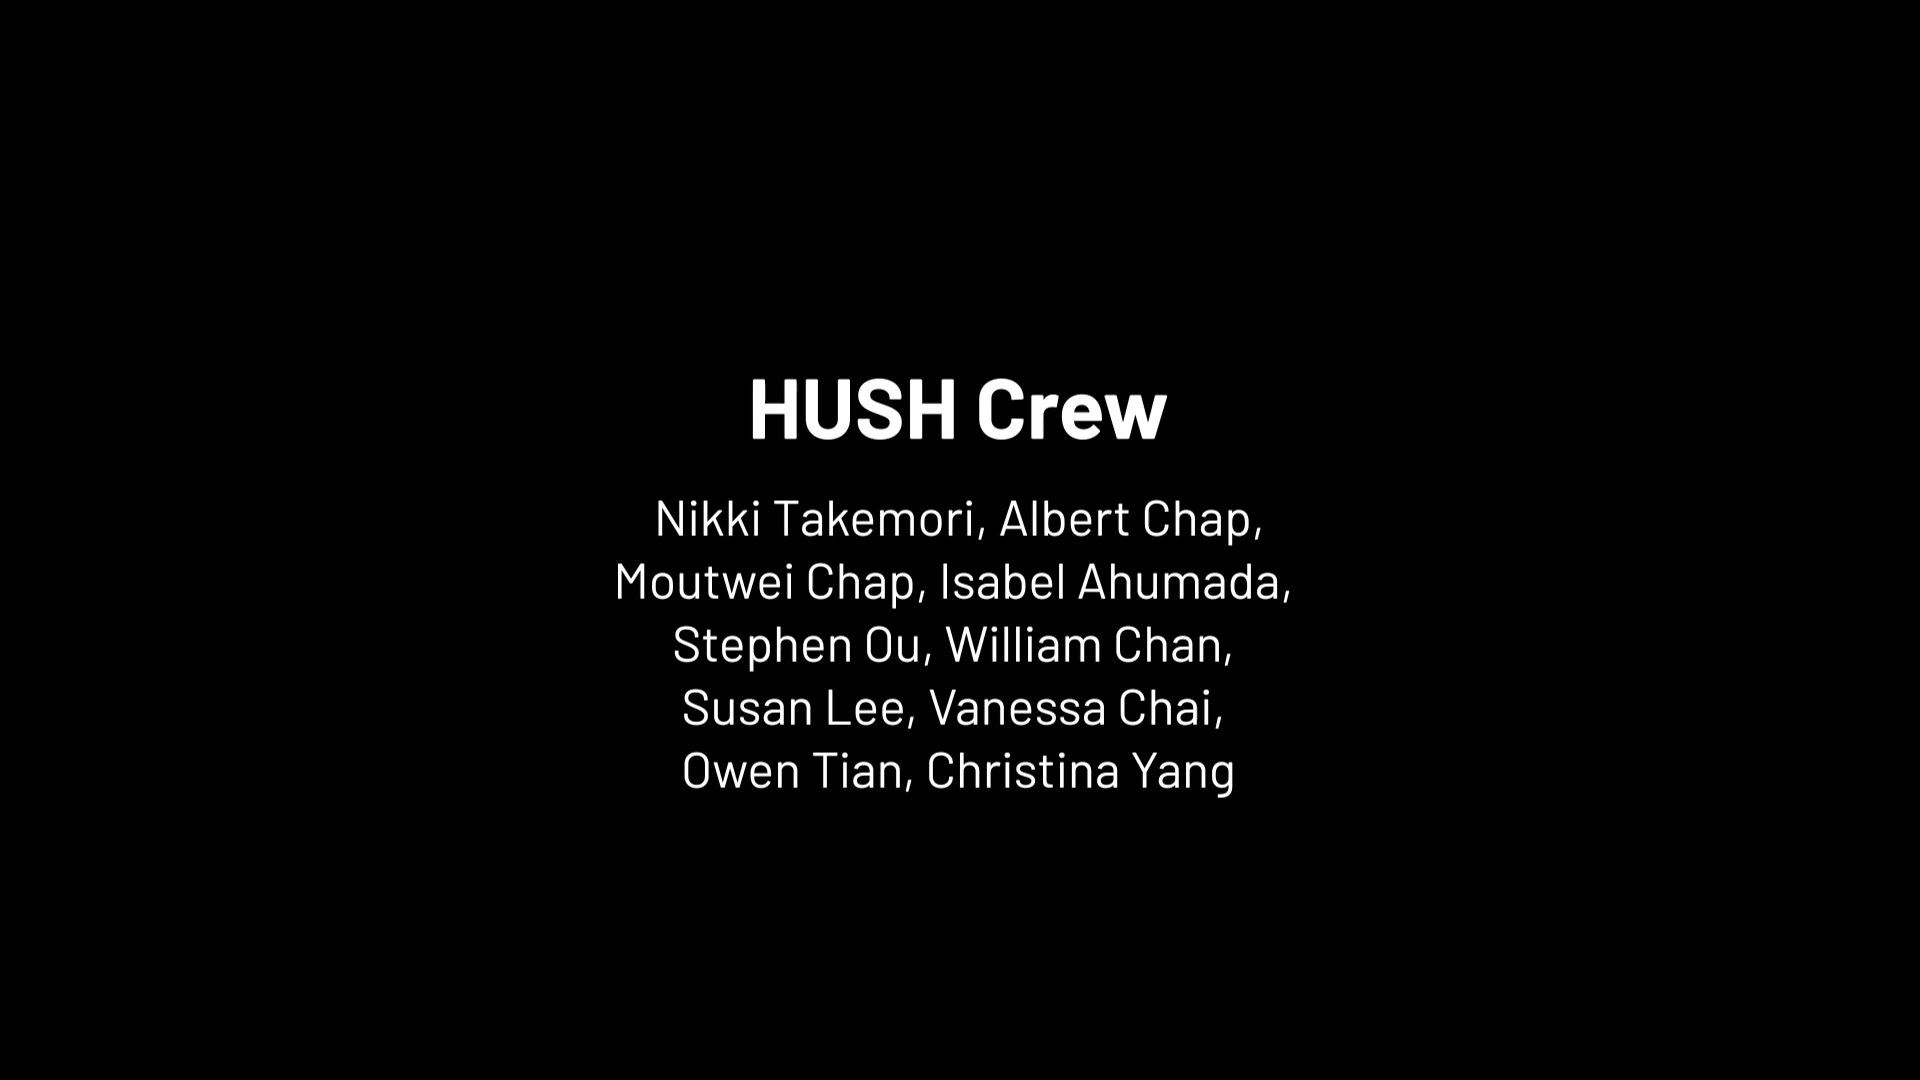 HUSH Crew
Nikki Takemori, Albert Chap,
Moutwei Chap, Isabel Ahumada,
Stephen Ou, William Chan,
Susan Lee, Vanessa Chai,
Owen Tian, Christina Yang